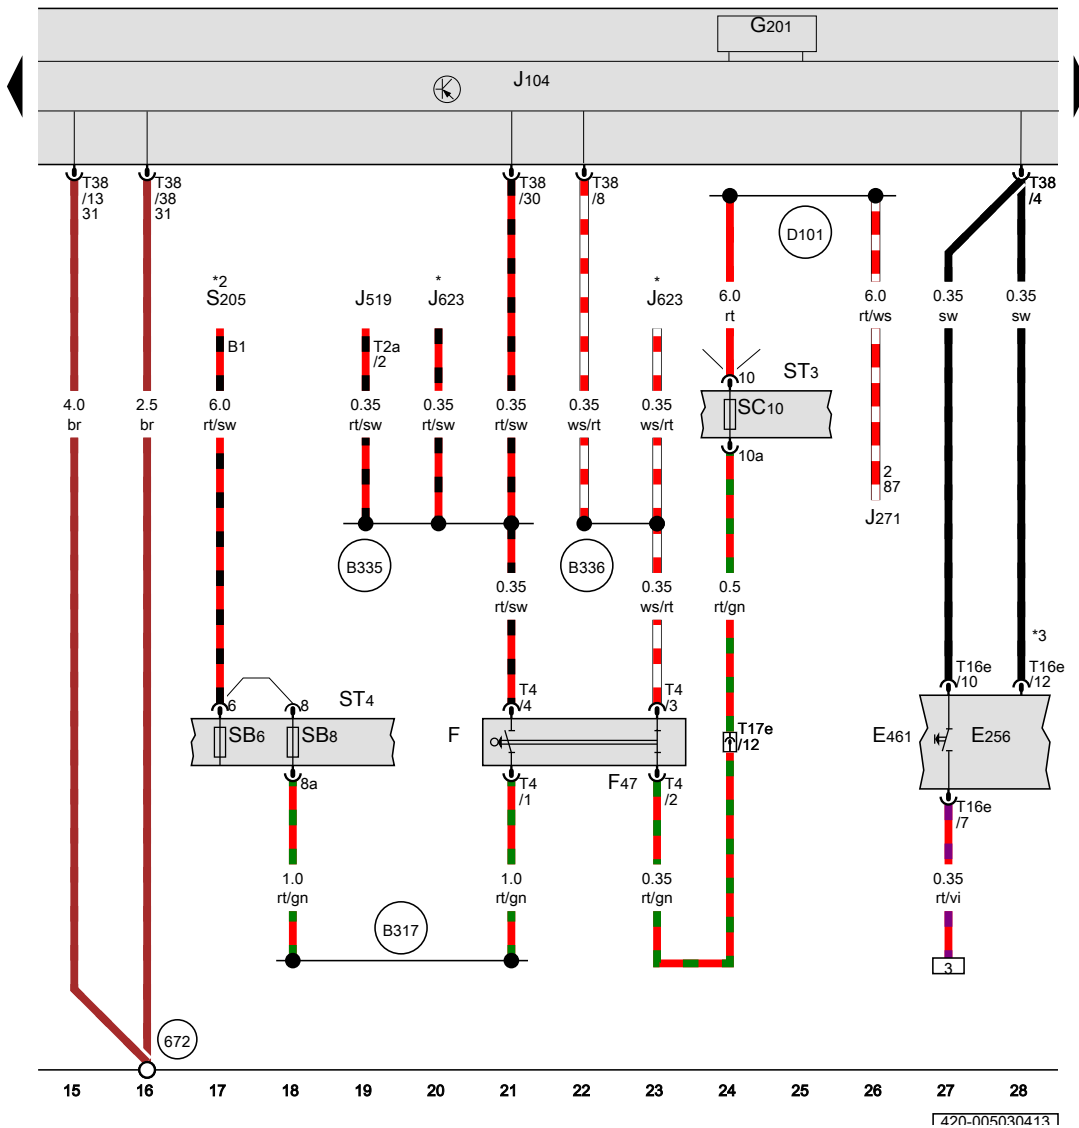 G201
J104
T38
/13
31
T38
/38
31
T38
/30
T38
/8
T38
/4
D101
*2
S205
J519
*
J623
*
J623
6.0
rt
6.0
rt/ws
0.35
sw
0.35
sw
B1
T2a
/2
10
ST3
4.0
br
2.5
br
6.0
rt/sw
0.35
rt/sw
0.35
rt/sw
0.35
rt/sw
0.35
ws/rt
0.35
ws/rt
SC10
10a
2
87
J271
B335
B336
0.35
rt/sw
0.35
ws/rt
0.5
rt/gn
*3
T16e
/10
T16e
/12
6
8
ST4
T4
/4
T4
/3
SB6
SB8
F
T17e
/12
E461
E256
8a
T4
/1
F47
T4
/2
T16e
/7
1.0
rt/gn
1.0
rt/gn
0.35
rt/gn
0.35
rt/vi
B317
3
672
15 16 17 18 19 20 21 22 23 24 25 26 27 28
420-005030413